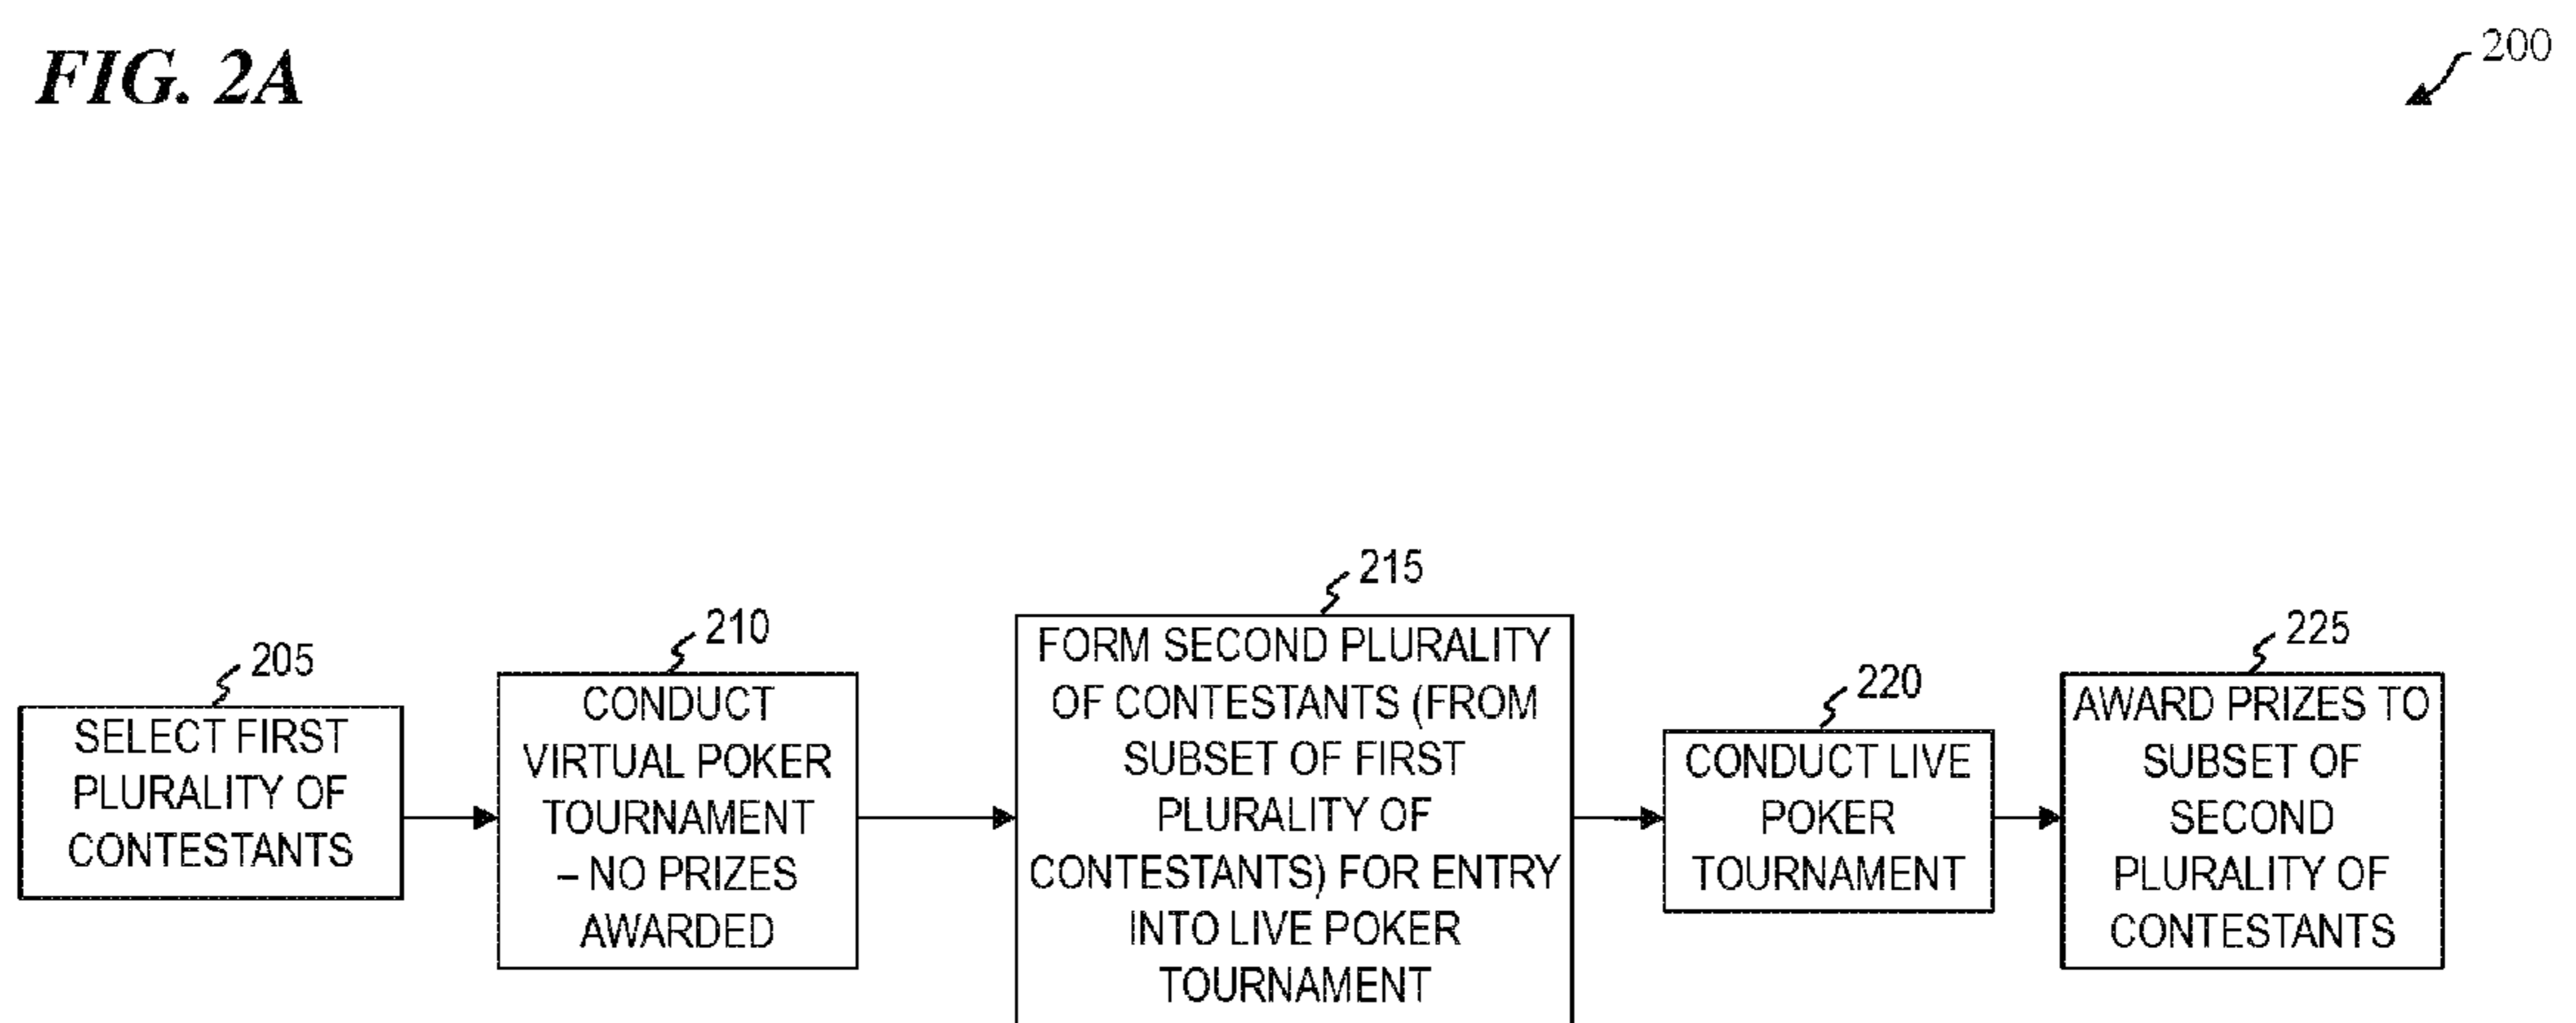 FIG. 2A
200
205
SELECT FIRST
PLURALITY OF
CONTESTANTS
210
CONDUCT
VIRTUAL POKER
TOURNAMENT
– NO PRIZES
AWARDED
215
FORM SECOND PLURALITY
OF CONTESTANTS (FROM
SUBSET OF FIRST
PLURALITY OF
CONTESTANTS) FOR ENTRY
INTO LIVE POKER
TOURNAMENT
220
CONDUCT LIVE
POKER
TOURNAMENT
225
AWARD PRIZES TO
SUBSET OF
SECOND
PLURALITY OF
CONTESTANTS